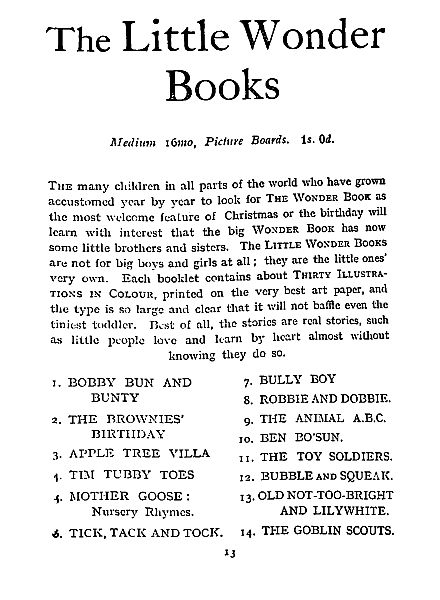 The Little Wonder
Books
Medium 16mo, Picture Boards. 1s. 0d.
THE many children in all parts of the world who have grown
accustomed year by year to look for THE WONDER BOOK as
the most welcome feature of Christmas or the birthday will
learn with interest that the big WONDER BOOK has now
some little brothers and sisters. The LITTLE WONDER BOOKS
are not for big boys and girls at all; they are the little ones'
very own. Each booklet contains about THIRTY ILLUSTRA-
TIONS IN COLOUR, printed on the very best art paper, and
the type is so large and clear that it will not baffle even the
tiniest toddler. Best of all, the stories are real stories, such
as little people love and learn by heart almost without
knowing they do so.
1. BOBBY BUN AND
BUNTY
2. THE BROWNIES'
BIRTHDAY
3. APPLE TREE VILLA
4. TIM TUBBY TOES
4. MOTHER GOOSE:
Nursery Rhymes.
6. TICK, TACK AND TOCK.
7. BULLY BOY
8. ROBBIE AND DOBBIE.
9. THE ANIMAL A.B.C.
10. BEN BO'SUN.
11. THE TOY SOLDIERS.
12. BUBBLE AND SQUEAK.
13. OLD NOT-TOO-BRIGHT
AND LILYWHITE.
14. THE GOBLIN SCOUTS.
13